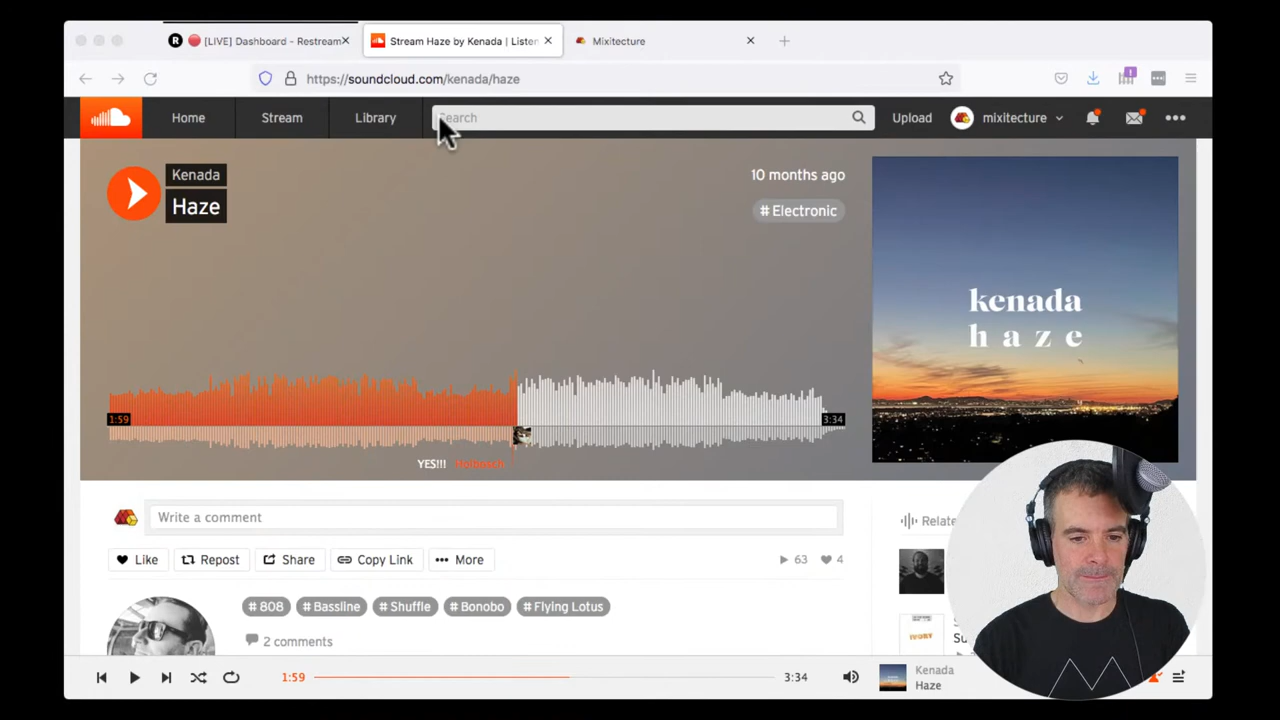 [LIVE] Dashboard - Restream
Stream Haze by Kenada | Listen
Mixitecture
https://soundcloud.com/kenada/haze
Home
Stream
Library
Search
Upload
mixitecture
Kenada
Haze
10 months ago
# Electronic
kenada
haze
1:59
3:34
YES!!!
Write a comment
Like
Repost
Share
Copy Link
More
63
4
Relate
# 808
# Bassline
# Shuffle
# Bonobo
# Flying Lotus
2 comments
Su
1:59
3:34
Kenada
Haze